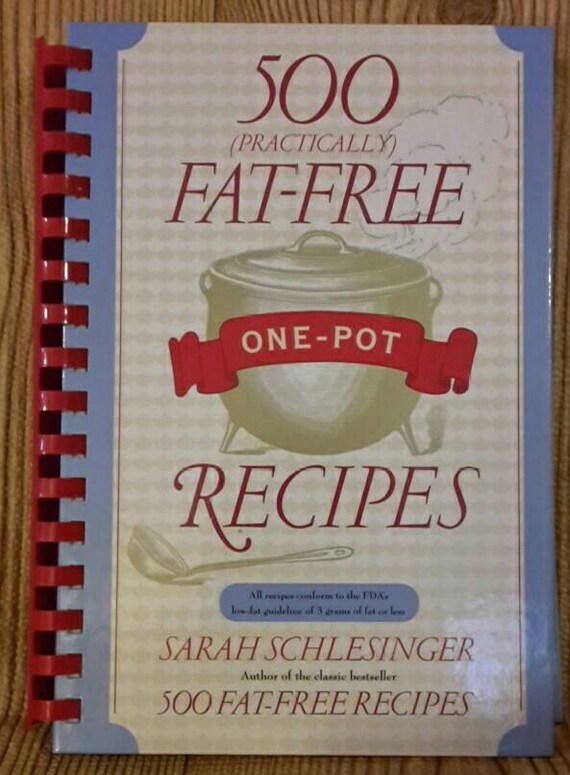 500
(PRACTICALLY)
FAT-FREE
ONE-POT
RECIPES
All recipes conform to the FDA's
low-fat guideline of 3 grams of fat or less
SARAH SCHLESINGER
Author of the classic bestseller
500 FAT-FREE RECIPES